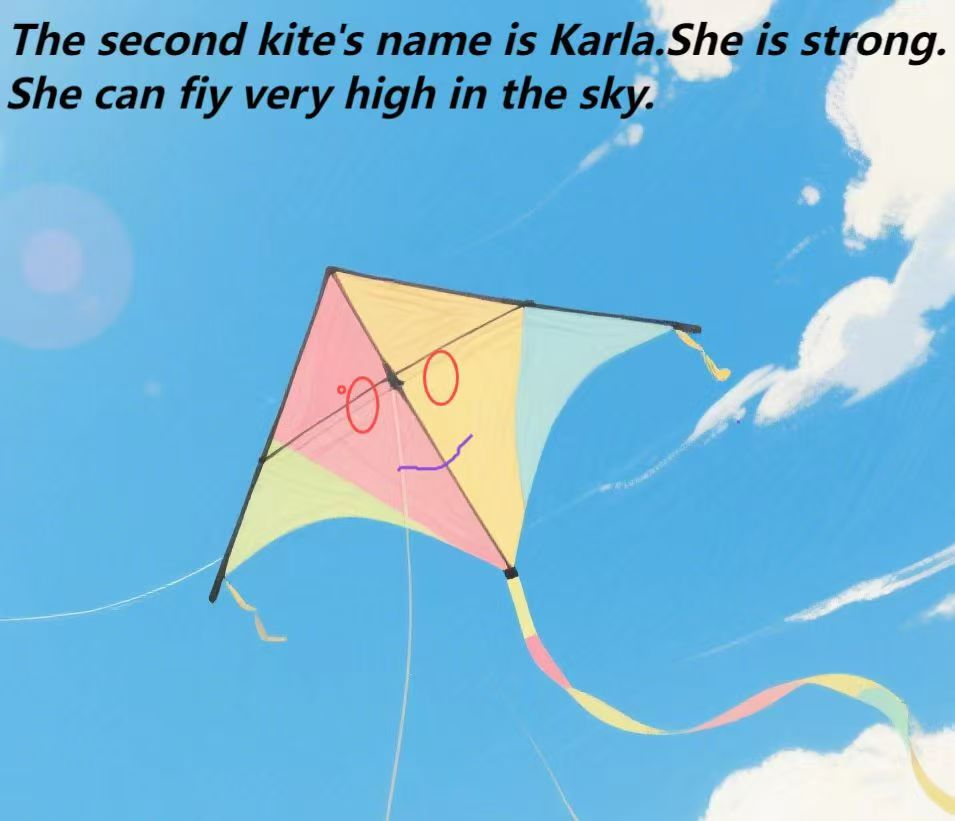 The second kite's name is Karla.She is strong.
She can fiy very high in the sky.